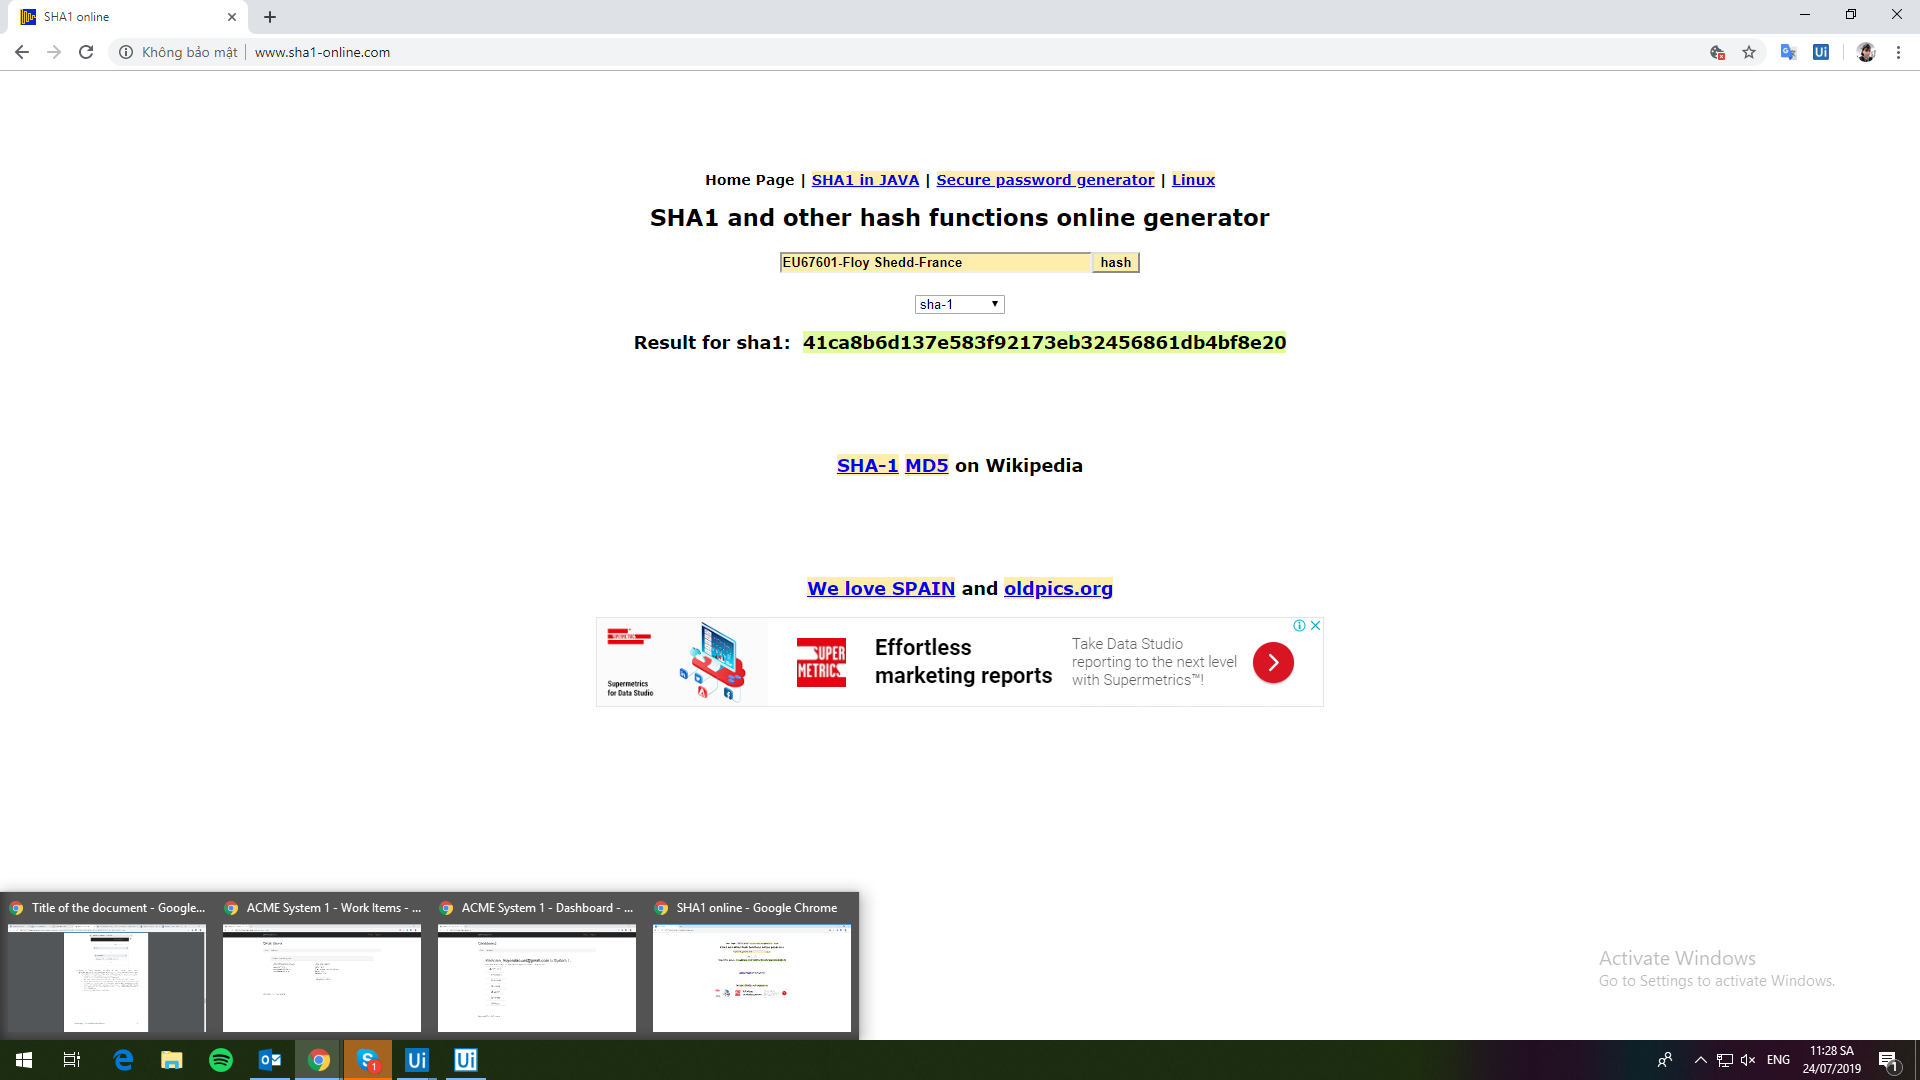 SHA1 online
Không bảo mật
www.sha1-online.com
Home Page | SHA1 in JAVA | Secure password generator | Linux
SHA1 and other hash functions online generator
EU67601-Floy Shedd-France
hash
sha-1
Result for sha1: 41ca8b6d137e583f92173eb32456861db4bf8e20
SHA-1 MD5 on Wikipedia
We love SPAIN and oldpics.org
Supermetrics
for Data Studio
SUPER
METRICS
Effortless
marketing reports
Take Data Studio
reporting to the next level
with Supermetrics™!
Title of the document - Google...
ACME System 1 - Work Items - ...
ACME System 1 - Dashboard - ...
SHA1 online - Google Chrome
Activate Windows
Go to Settings to activate Windows.
Ui
Ui
Ui
1
ENG
11:28 SA
24/07/2019
1